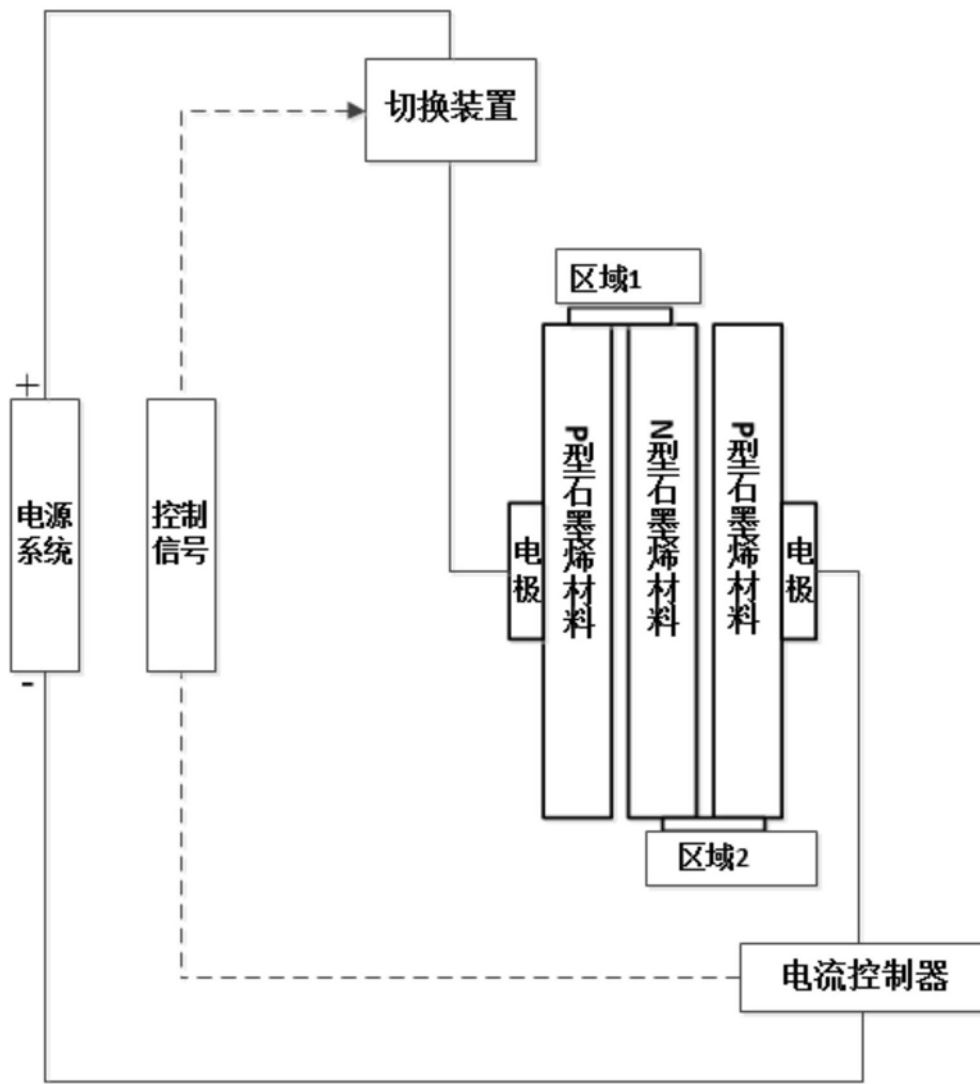 切换装置
区域1
+
电源
系统
控制
信号
电
极
P型石墨烯材料
N型石墨烯材料
P型石墨烯材料
电
极
-
区域2
电流控制器